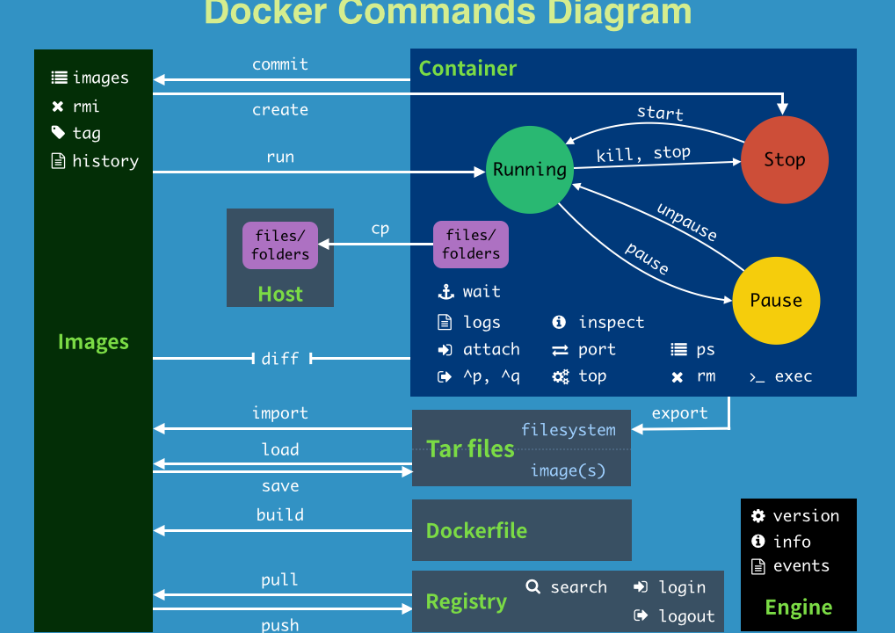 Docker Commands Diagram
images
rmi
tag
history
Images
commit
create
run
Container
start
Running
kill, stop
Stop
unpause
pause
Pause
files/
folders
Host
cp
files/
folders
wait
logs
inspect
attach
port
ps
^p, ^q
top
rm
>_ exec
diff
import
export
load
save
Tar files
filesystem
image(s)
build
Dockerfile
pull
push
Registry
search
login
logout
version
info
events
Engine